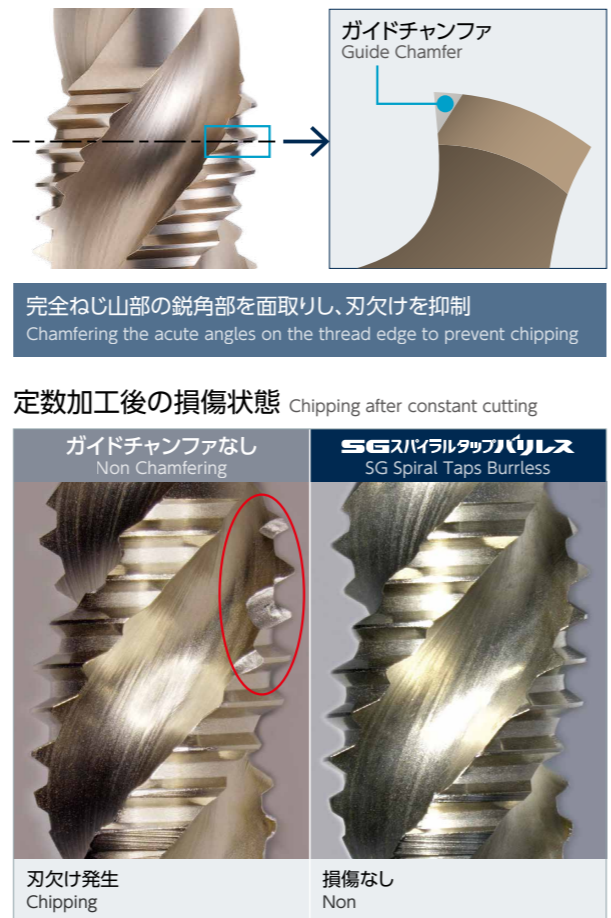 ガイドチャンファ
Guide Chamfer
完全ねじ山部の鋭角部を面取りし、刃欠けを抑制
Chamfering the acute angles on the thread edge to prevent chipping
定数加工後の損傷状態 Chipping after constant cutting
ガイドチャンファなし
Non Chamfering
SGスパイラルタップバリレス
SG Spiral Taps Burrless
刃欠け発生
Chipping
損傷なし
Non